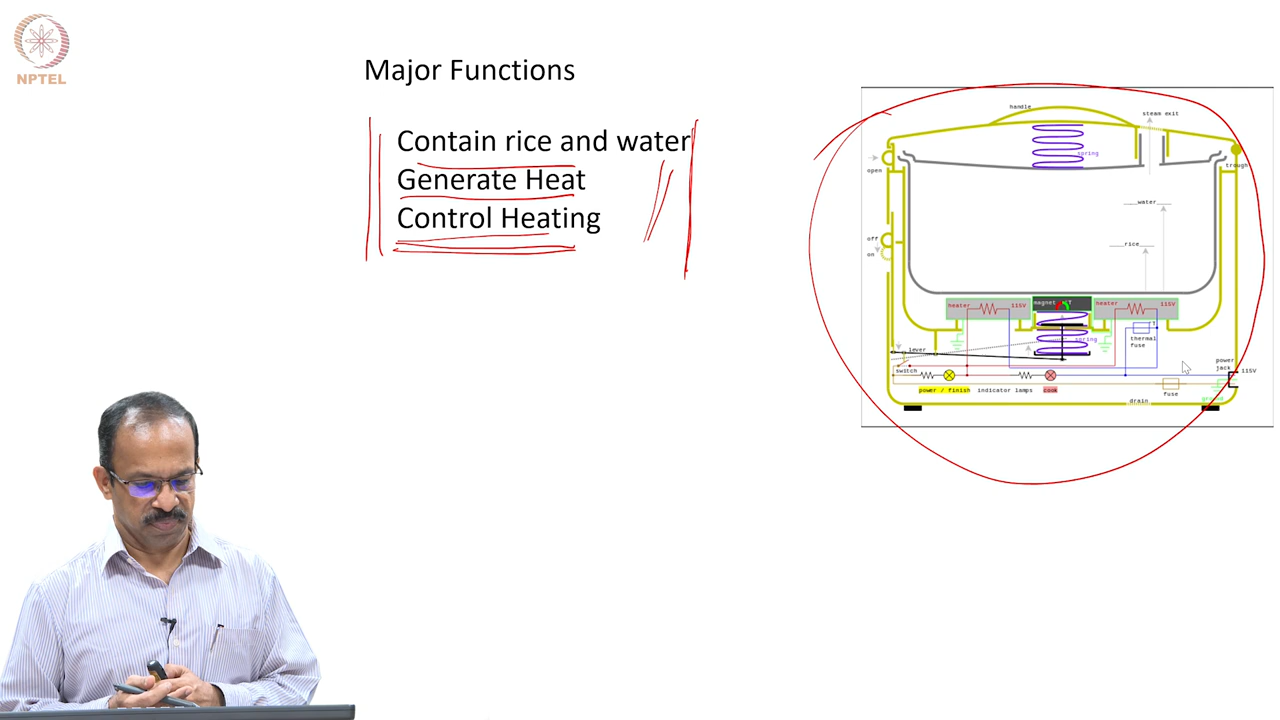 NPTEL
Major Functions
Contain rice and water
Generate Heat
Control Heating
handle
steam exit
spring
open
trough
water
rice
off
on
heater 115V
magnet
heater 115V
spring
thermal
fuse
lever
switch
power
jack
115V
power / finish indicator lamps cook
fuse
ground
drain